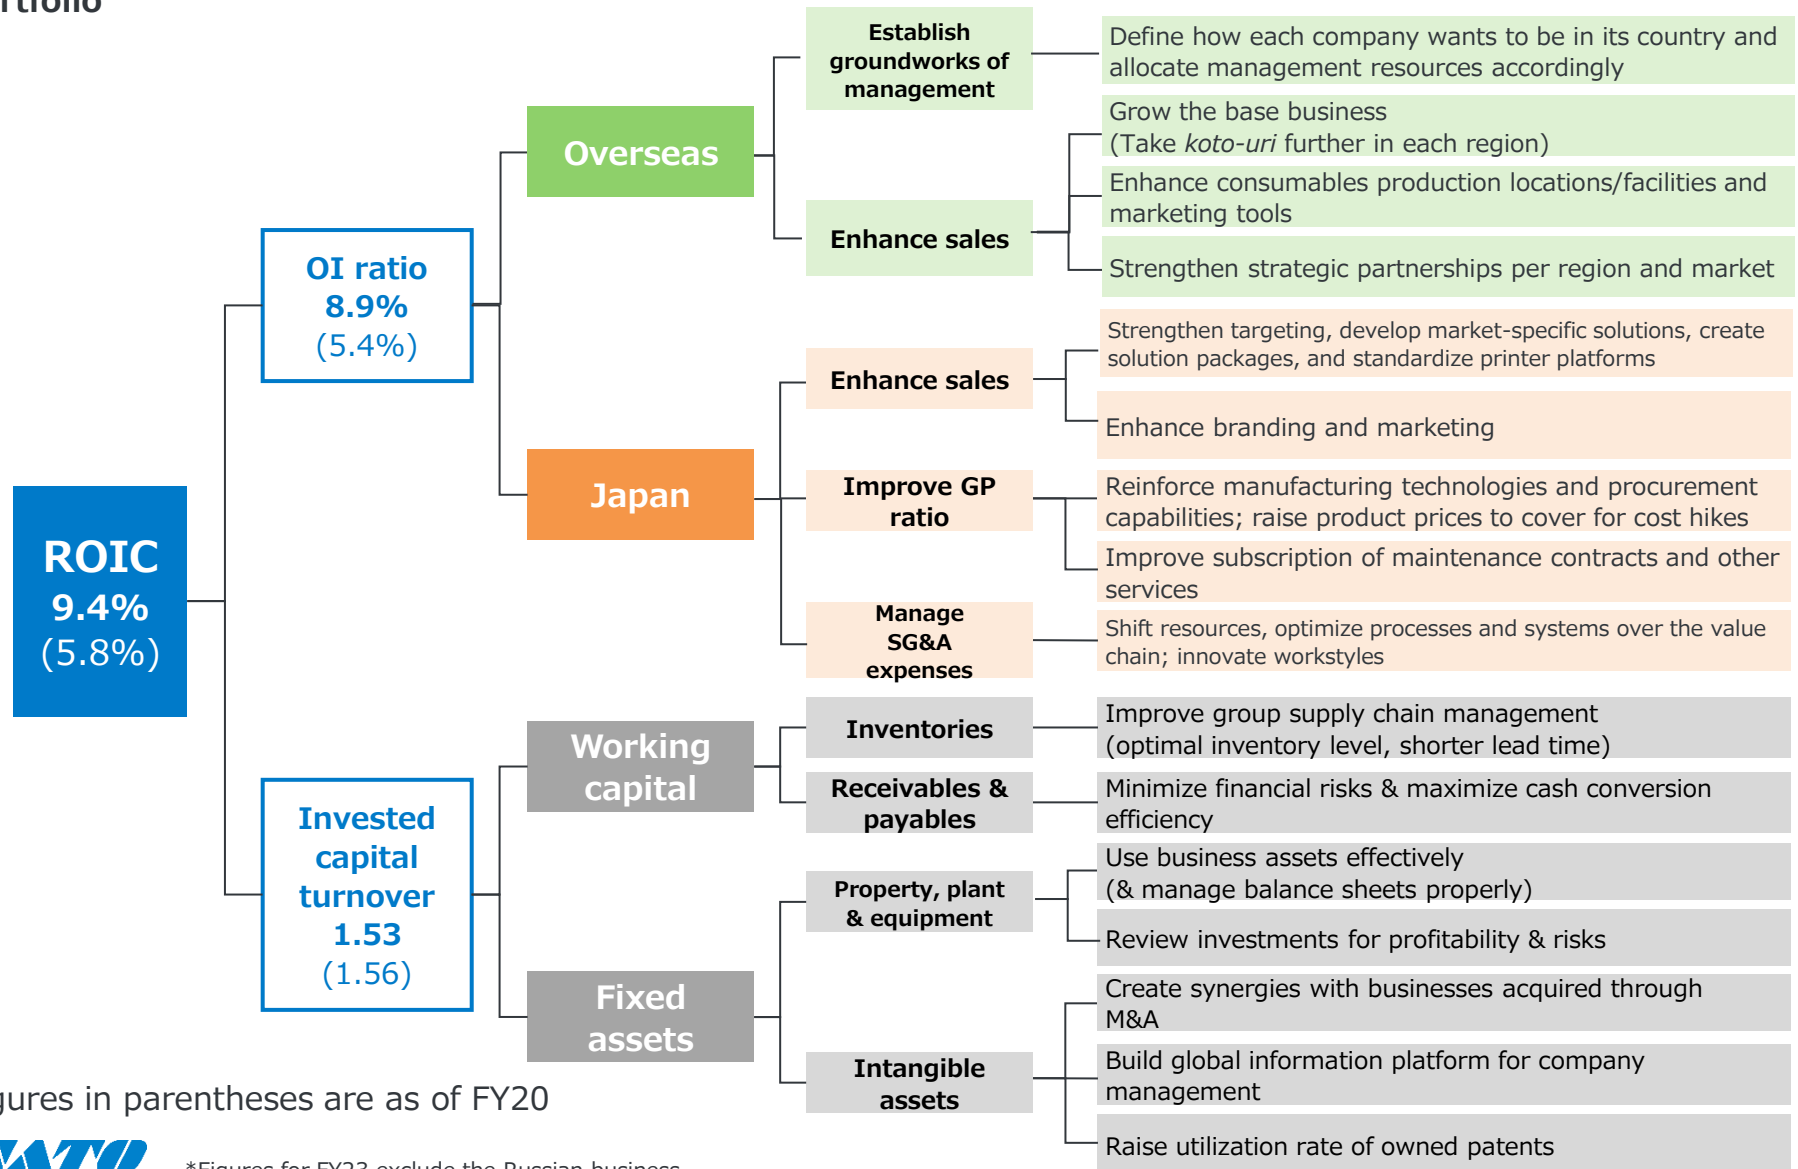 ROIC
9.4%
(5.8%)
OI ratio
8.9%
(5.4%)
Invested
capital
turnover
1.53
(1.56)
Overseas
Japan
Working
capital
Fixed
assets
Establish
groundworks of
management
Define how each company wants to be in its country and
allocate management resources accordingly
Enhance sales
Grow the base business
(Take koto-uri further in each region)
Enhance consumables production locations/facilities and
marketing tools
Strengthen strategic partnerships per region and market
Enhance sales
Strengthen targeting, develop market-specific solutions, create
solution packages, and standardize printer platforms
Enhance branding and marketing
Improve GP
ratio
Reinforce manufacturing technologies and procurement
capabilities; raise product prices to cover for cost hikes
Improve subscription of maintenance contracts and other
services
Manage
SG&A
expenses
Shift resources, optimize processes and systems over the value
chain; innovate workstyles
Inventories
Improve group supply chain management
(optimal inventory level, shorter lead time)
Receivables &
payables
Minimize financial risks & maximize cash conversion
efficiency
Property, plant
& equipment
Use business assets effectively
(& manage balance sheets properly)
Review investments for profitability & risks
Intangible
assets
Create synergies with businesses acquired through
M&A
Build global information platform for company
management
Raise utilization rate of owned patents
gures in parentheses are as of FY20
*Figures for FY23 exclude the Russian business